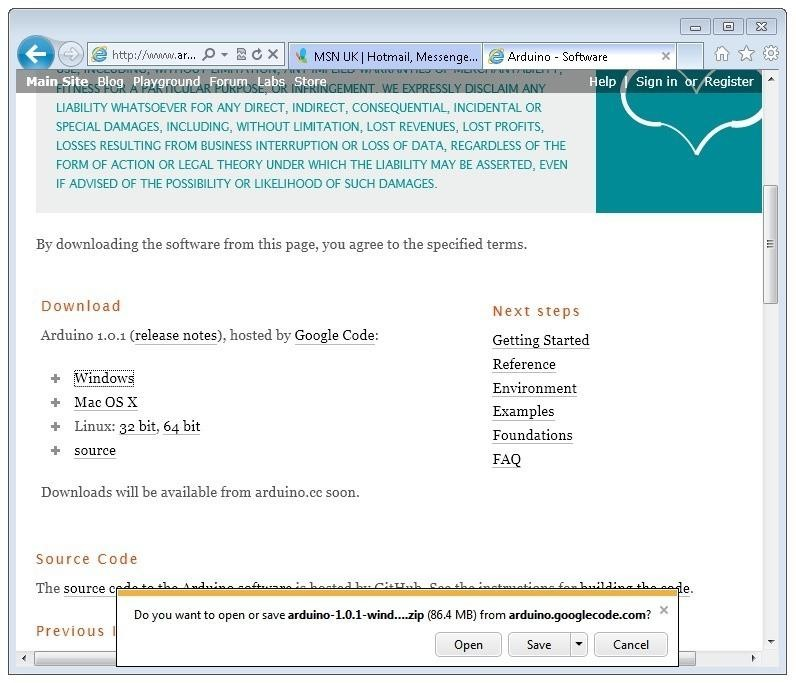 http://www.ar...
MSN UK | Hotmail, Messenge...
Arduino - Software
Main Site Blog Playground Forum Labs Store
Help | Sign in or Register
USE, INCLUDING, WITHOUT LIMITATION, ANY IMPLIED WARRANTIES OF MERCHANTABILITY,
FITNESS FOR A PARTICULAR PURPOSE, OR INFRINGEMENT. WE EXPRESSLY DISCLAIM ANY
LIABILITY WHATSOEVER FOR ANY DIRECT, INDIRECT, CONSEQUENTIAL, INCIDENTAL OR
SPECIAL DAMAGES, INCLUDING, WITHOUT LIMITATION, LOST REVENUES, LOST PROFITS,
LOSSES RESULTING FROM BUSINESS INTERRUPTION OR LOSS OF DATA, REGARDLESS OF THE
FORM OF ACTION OR LEGAL THEORY UNDER WHICH THE LIABILITY MAY BE ASSERTED, EVEN
IF ADVISED OF THE POSSIBILITY OR LIKELIHOOD OF SUCH DAMAGES.
By downloading the software from this page, you agree to the specified terms.
Download
Arduino 1.0.1 (release notes), hosted by Google Code:
Windows
Mac OS X
Linux: 32 bit, 64 bit
source
Downloads will be available from arduino.cc soon.
Next steps
Getting Started
Reference
Environment
Examples
Foundations
FAQ
Source Code
The source code to the Arduino software is hosted by GitHub. See the instructions for building the code.
Previous
Do you want to open or save arduino-1.0.1-wind....zip (86.4 MB) from arduino.googlecode.com?
Open
Save
Cancel